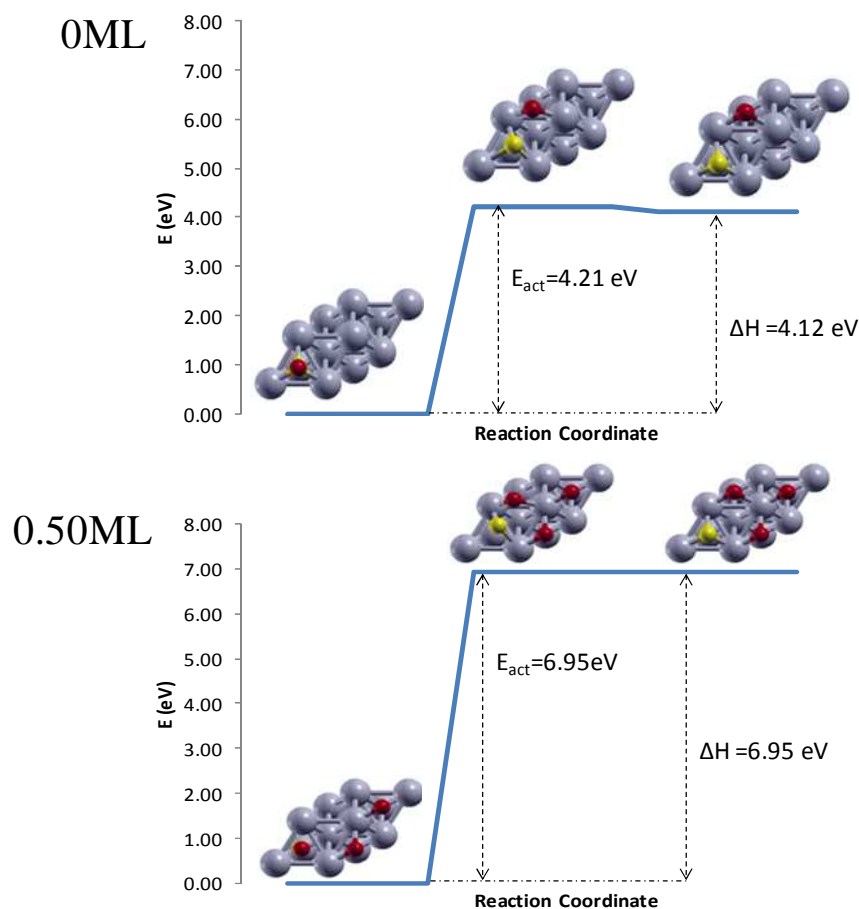 0ML
8.00
7.00
6.00
5.00
4.00
3.00
2.00
1.00
0.00
E (eV)
Eact=4.21 eV
ΔH =4.12 eV
Reaction Coordinate
0.50ML
8.00
7.00
6.00
5.00
4.00
3.00
2.00
1.00
0.00
E (eV)
Eact=6.95eV
ΔH =6.95 eV
Reaction Coordinate